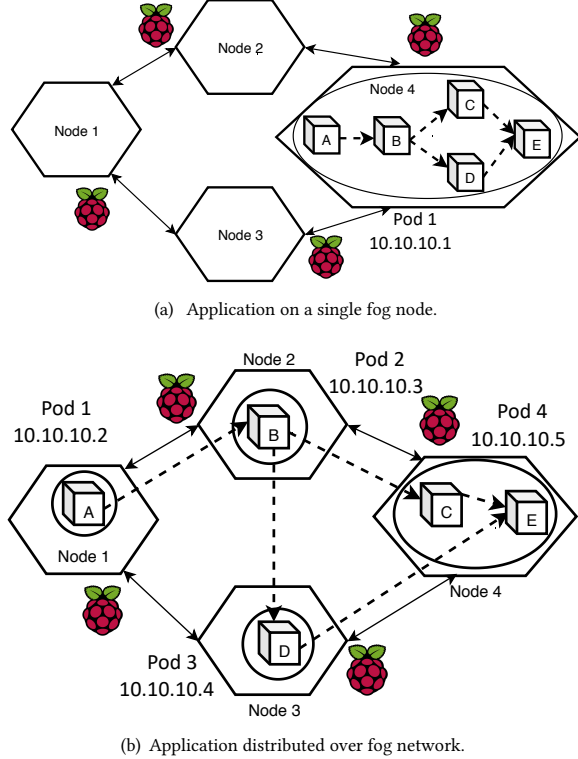 Node 2
Node 1
Node 4
C
A
B
E
D
Node 3
Pod 1
10.10.10.1
(a) Application on a single fog node.
Node 2
Pod 2
10.10.10.3
Pod 1
10.10.10.2
Pod 4
10.10.10.5
B
A
C
E
Node 1
Node 4
D
Pod 3
10.10.10.4
Node 3
(b) Application distributed over fog network.